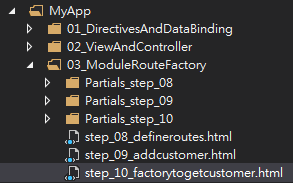 MyApp
01_DirectivesAndDataBinding
02_ViewAndController
03_ModuleRouteFactory
Partials_step_08
Partials_step_09
Partials_step_10
step_08_defineroutes.html
step_09_addcustomer.html
step_10_factorytogetcustomer.html